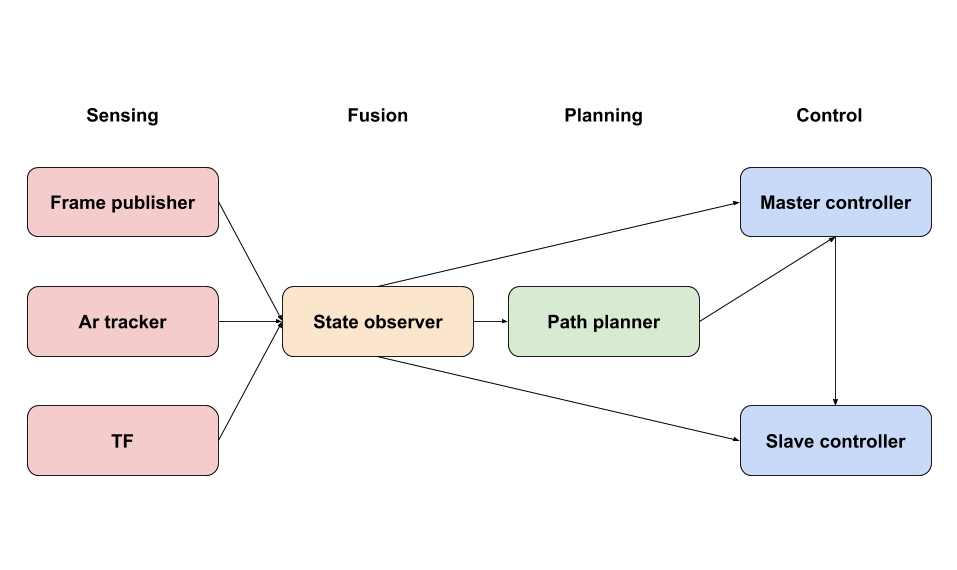 Sensing
Fusion
Planning
Control
Frame publisher
Master controller
Ar tracker
State observer
Path planner
TF
Slave controller